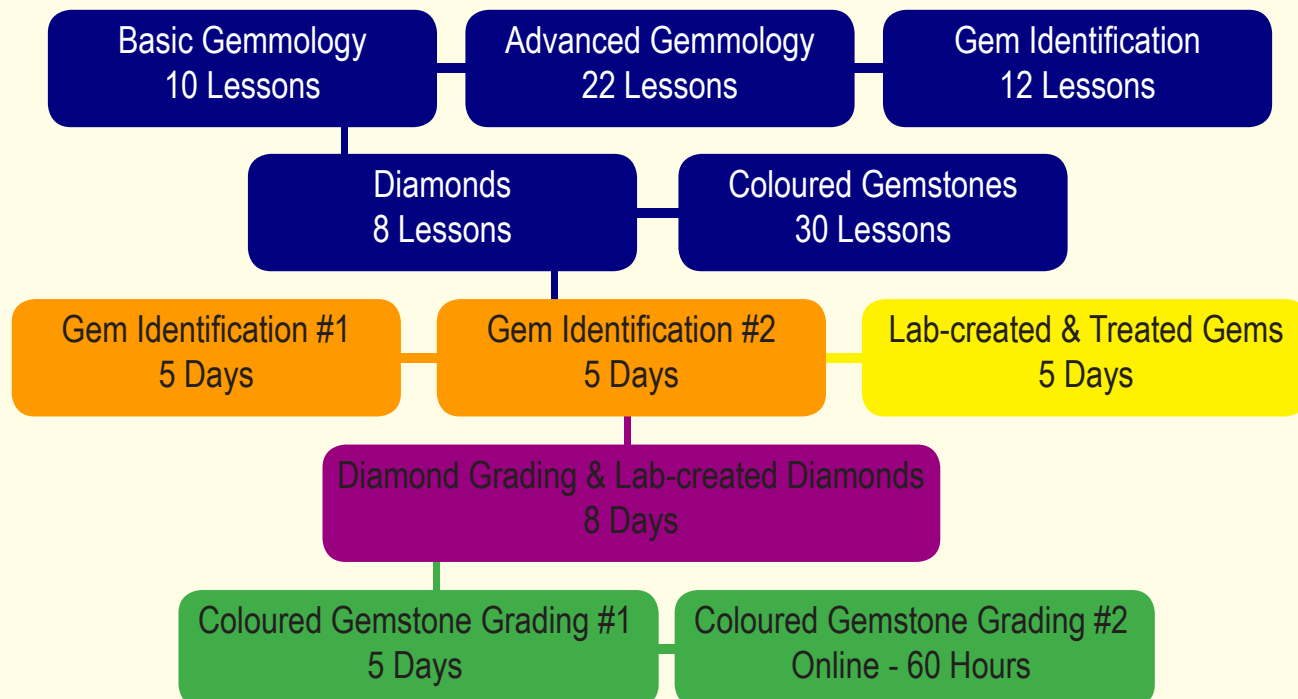 Basic Gemmology
10 Lessons
Advanced Gemmology
22 Lessons
Gem Identification
12 Lessons
Diamonds
8 Lessons
Coloured Gemstones
30 Lessons
Gem Identification #1
5 Days
Gem Identification #2
5 Days
Lab-created & Treated Gems
5 Days
Diamond Grading & Lab-created Diamonds
8 Days
Coloured Gemstone Grading #1
5 Days
Coloured Gemstone Grading #2
Online - 60 Hours